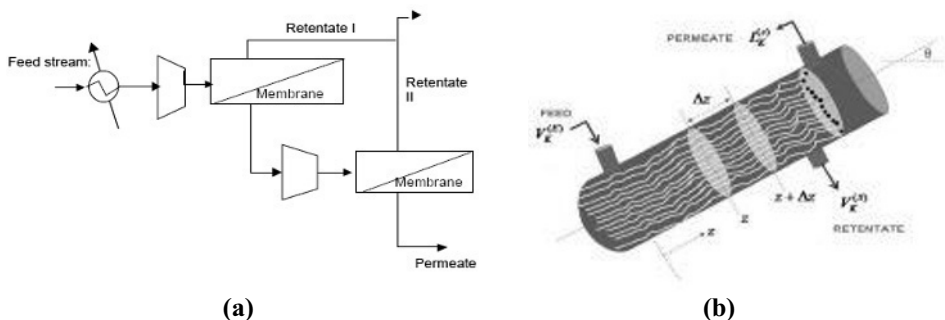 Retentate I
Feed stream:
Membrane
Retentate
II
Membrane
Permeate
(a)
PERMEATE
θ
Δz
FEED
z + Δz
z
z
RETENTATE
(b)